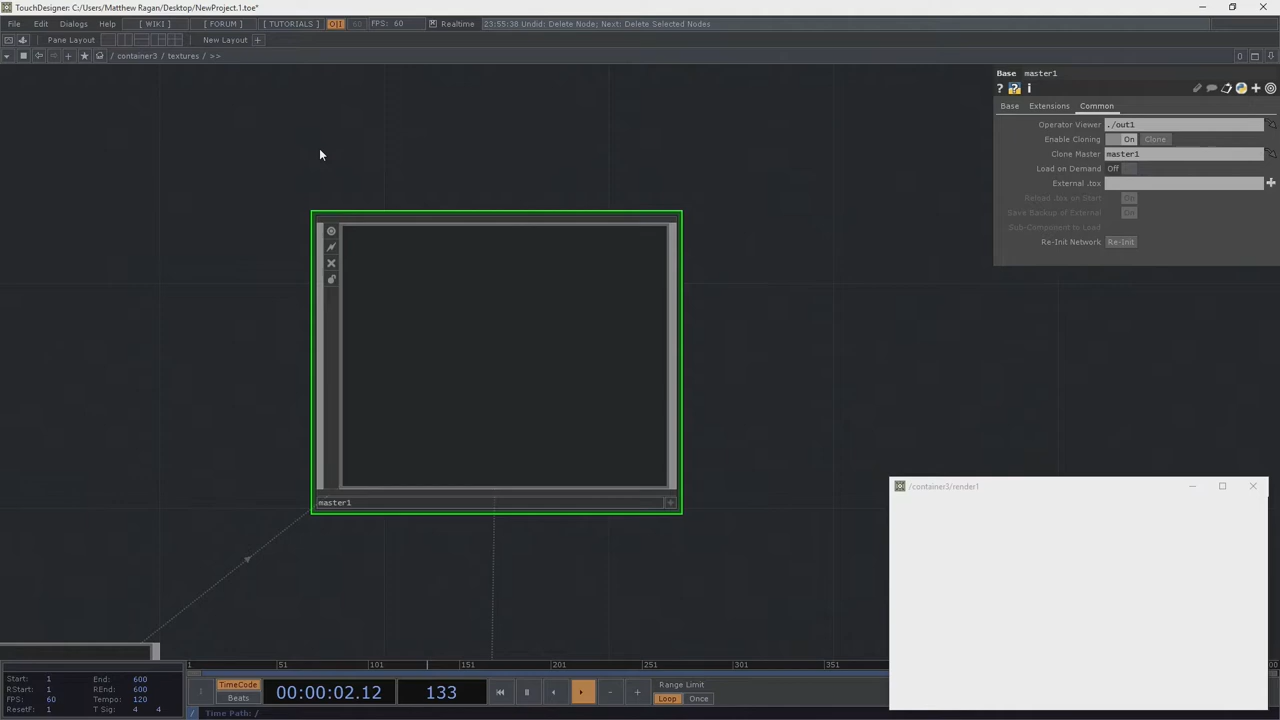 TouchDesigner: C:/Users/Matthew Ragan/Desktop/NewProject.1.toe*
File Edit Dialogs Help [ WIKI ] [ FORUM ] [ TUTORIALS ] O|I 60 FPS: 60 Realtime 23:55:38 Undid: Delete Node; Next: Delete Selected Nodes
Pane Layout New Layout +
/ container3 / textures / >> 0
Base master1
? ? i
Base Extensions Common
Operator Viewer ./out1
Enable Cloning On Clone
Clone Master master1
Load on Demand Off
External .tox
Reload .tox on Start On
Save Backup of External On
Sub-Component to Load
Re-Init Network Re-Init
master1
/container3/render1
1 51 101 151 201 251 301 351
Start: 1 End: 600
RStart: 1 REnd: 600
FPS: 60 Tempo: 120
ResetF: 1 T Sig: 4 4
TimeCode
Beats
00:00:02.12 133
Range Limit
Loop Once
/ Time Path: /